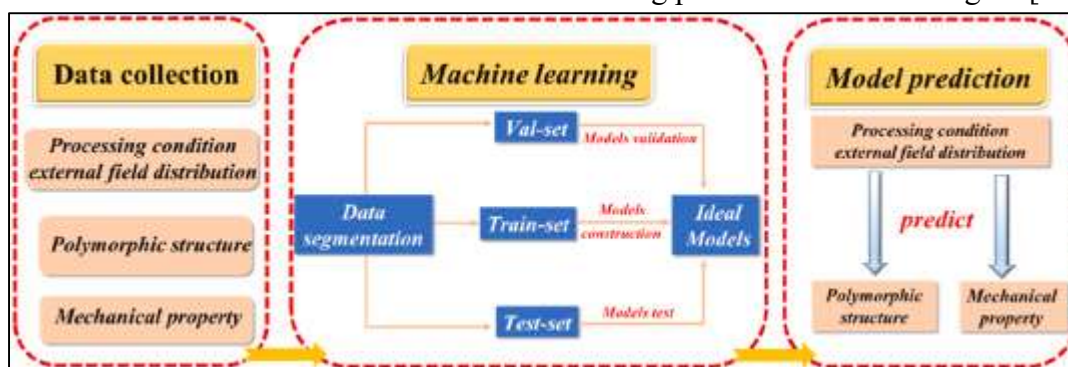 Data collection
Processing condition
external field distribution
Polymorphic structure
Mechanical property
Machine learning
Val-set
Models validation
Data
segmentation
Train-set
Models
construction
Ideal
Models
Test-set
Models test
Model prediction
Processing condition
external field distribution
predict
Polymorphic
structure
Mechanical
property